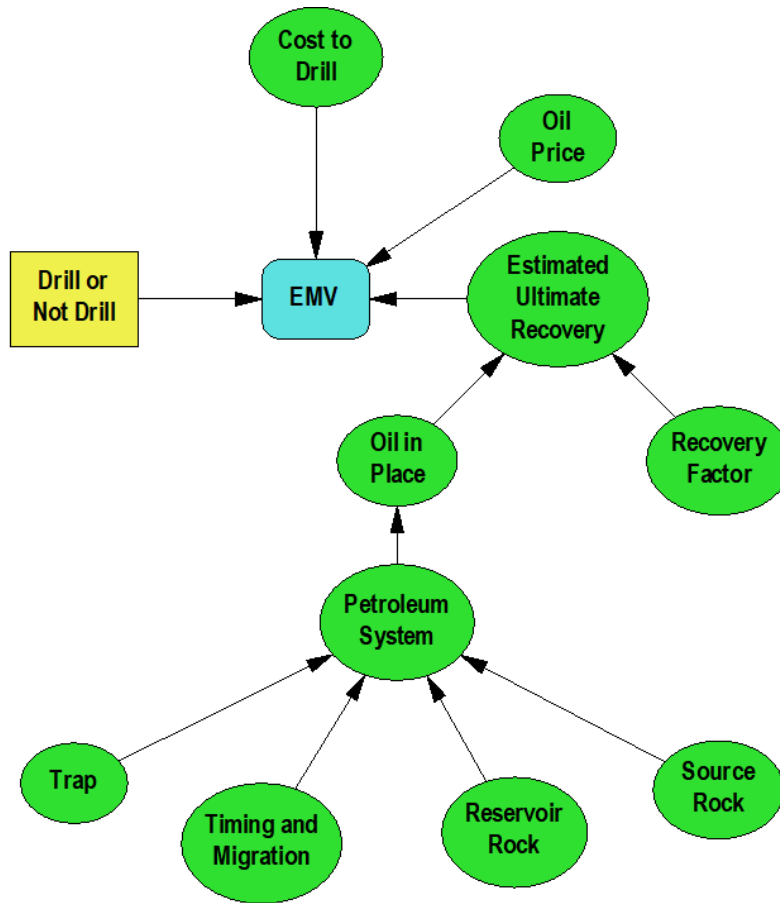 Cost to
Drill
Oil
Price
Drill or
Not Drill
EMV
Estimated
Ultimate
Recovery
Oil in
Place
Recovery
Factor
Petroleum
System
Trap
Timing and
Migration
Reservoir
Rock
Source
Rock